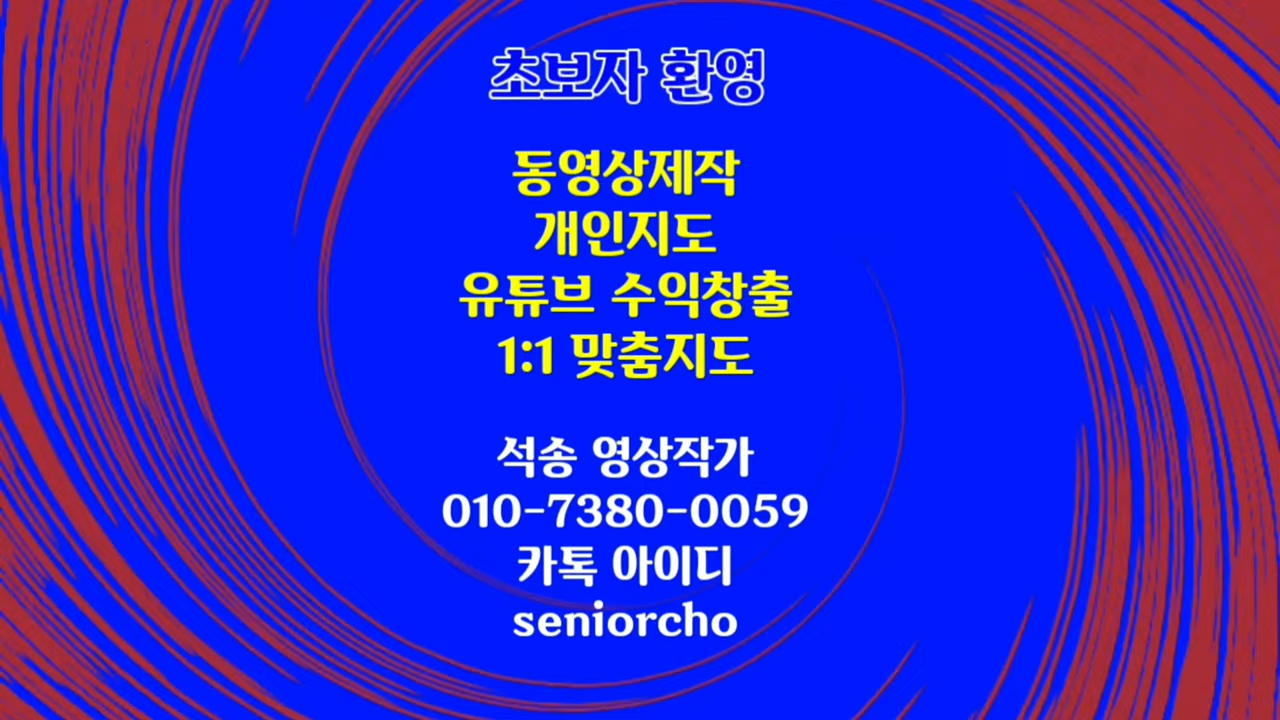 초보자 환영
동영상제작
개인지도
유튜브 수익창출
1:1 맞춤지도
석송 영상작가
010-7380-0059
카톡 아이디
seniorcho